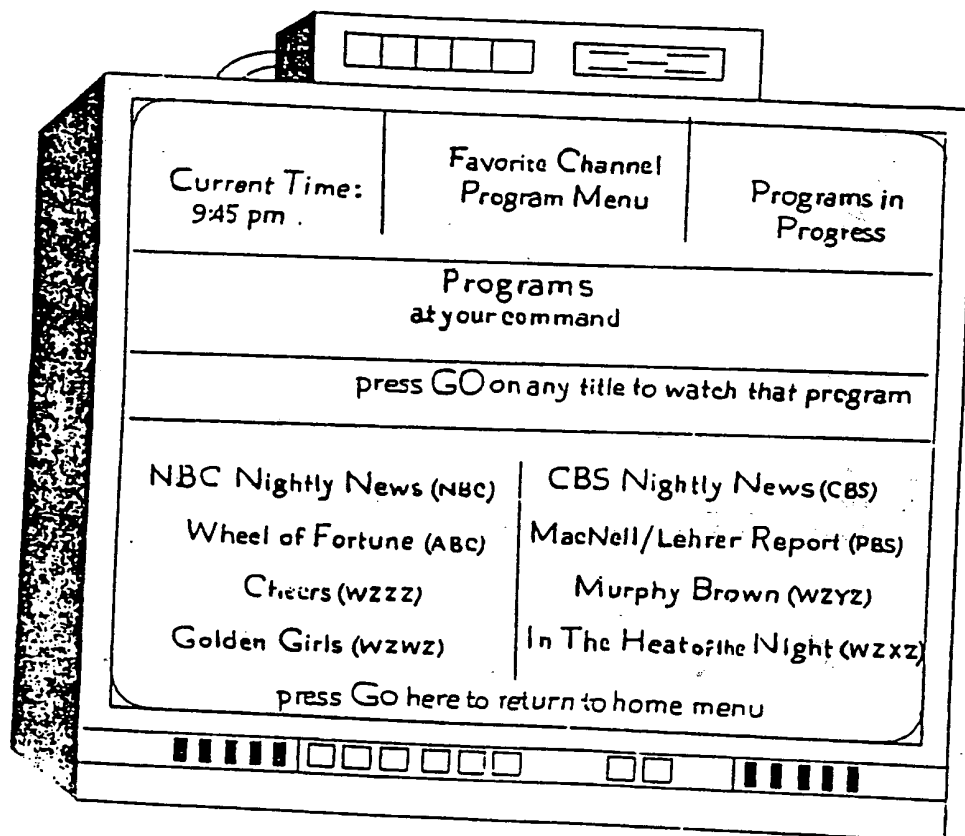 Current Time:
9:45 pm
Favorite Channel
Program Menu
Programs in
Progress
Programs
at your command
press GO on any title to watch that program
NBC Nightly News (NBC)
Wheel of Fortune (ABC)
Cheers (WZZZ)
Golden Girls (WZWZ)
CBS Nightly News (CBS)
MacNell/Lehrer Report (PBS)
Murphy Brown (WZYZ)
In The Heat of the Night (WZXZ)
press Go here to return to home menu